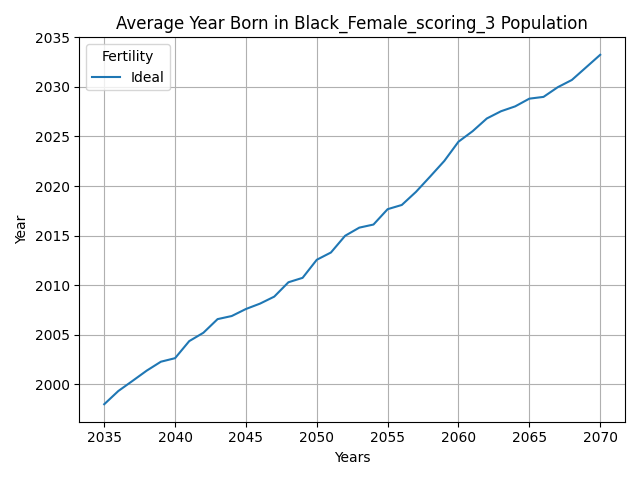 Average Year Born in Black_Female_scoring_3 Population
Fertility
Ideal
Year
2035
2030
2025
2020
2015
2010
2005
2000
2035 2040 2045 2050 2055 2060 2065 2070
Years